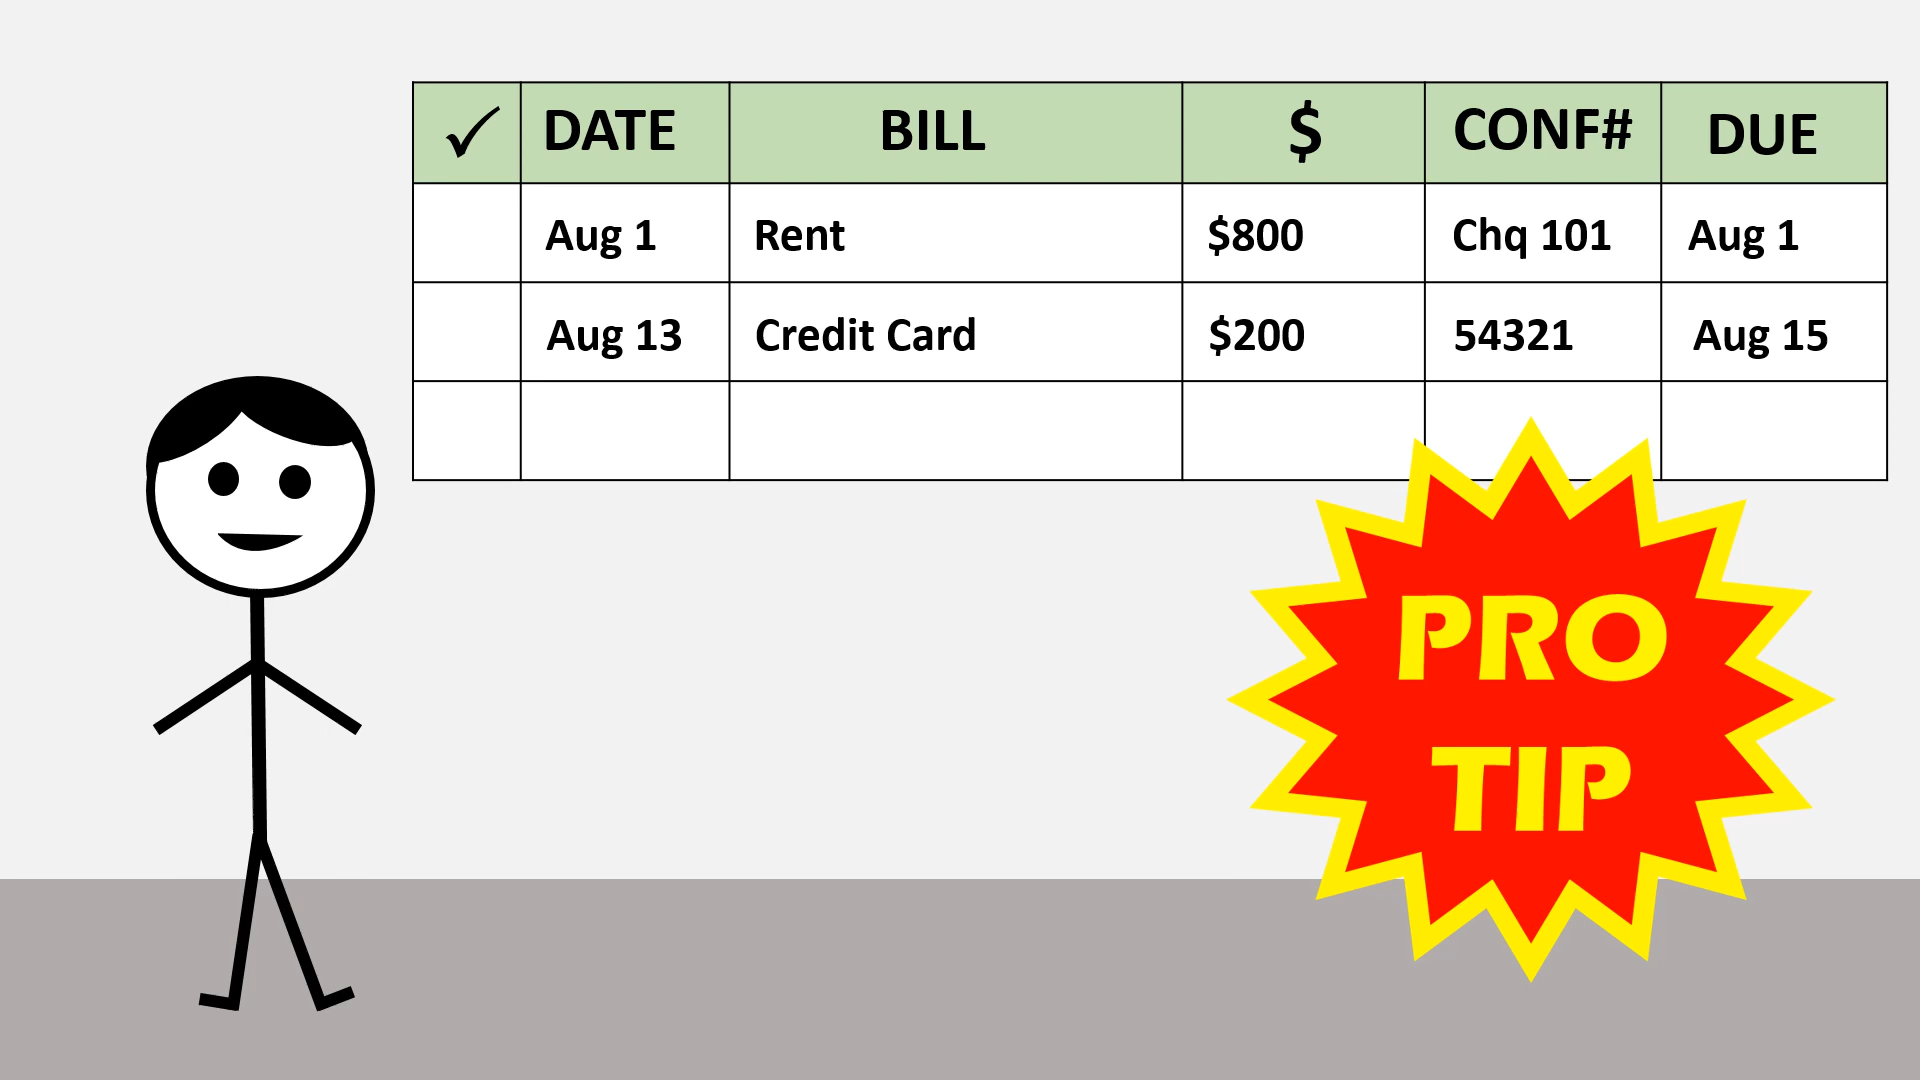 ✓ DATE BILL $ CONF# DUE
Aug 1 Rent $800 Chq 101 Aug 1
Aug 13 Credit Card $200 54321 Aug 15
PRO
TIP